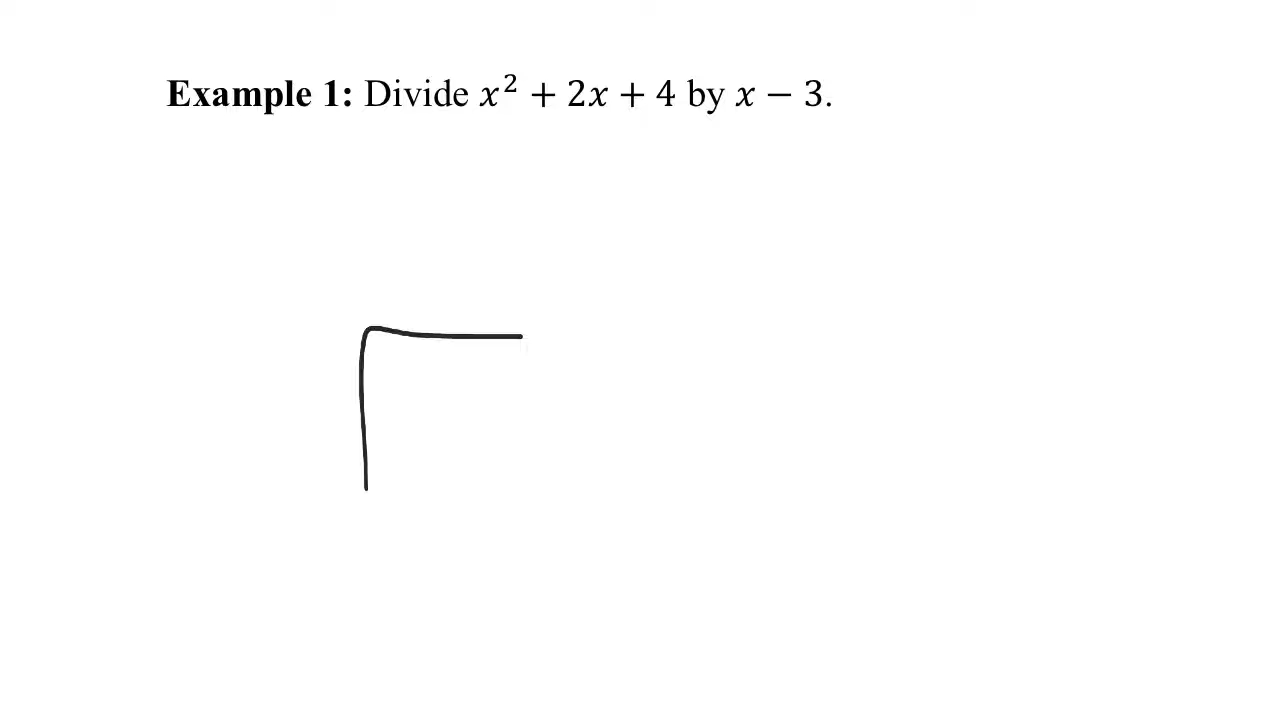 Example 1: Divide x² + 2x + 4 by x − 3.